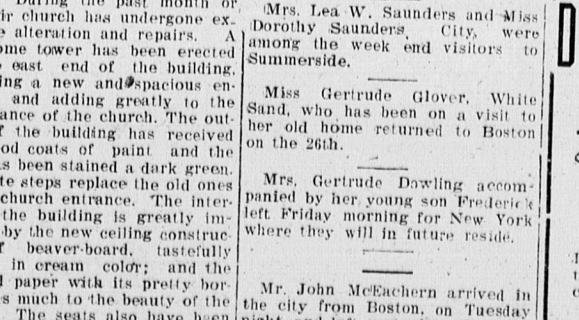 During the past month or
ir church has undergone ex-
e alteration and repairs. A
ome tower has been erected
east end of the building,
ing a new and spacious en-
and adding greatly to the
ance of the church. The out-
f the building has received
od coats of paint and the
s been stained a dark green.
te steps replace the old ones
church entrance. The inter-
the building is greatly im-
by the new ceiling construc-
f beaver-board, tastefully
in cream color; and the
l paper with its pretty bor-
s much to the beauty of the
The seats also have been
Mrs. Lea W. Saunders and Miss
Dorothy Saunders, City, were
among the week end visitors to
Summerside.
Miss Gertrude Glover, White
Sand, who has been on a visit to
her old home returned to Boston
on the 26th.
Mrs. Gertrude Dowling accom-
panied by her young son Frederick
left Friday morning for New York
where they will in future reside.
Mr. John McEachern arrived in
the city from Boston, on Tuesday